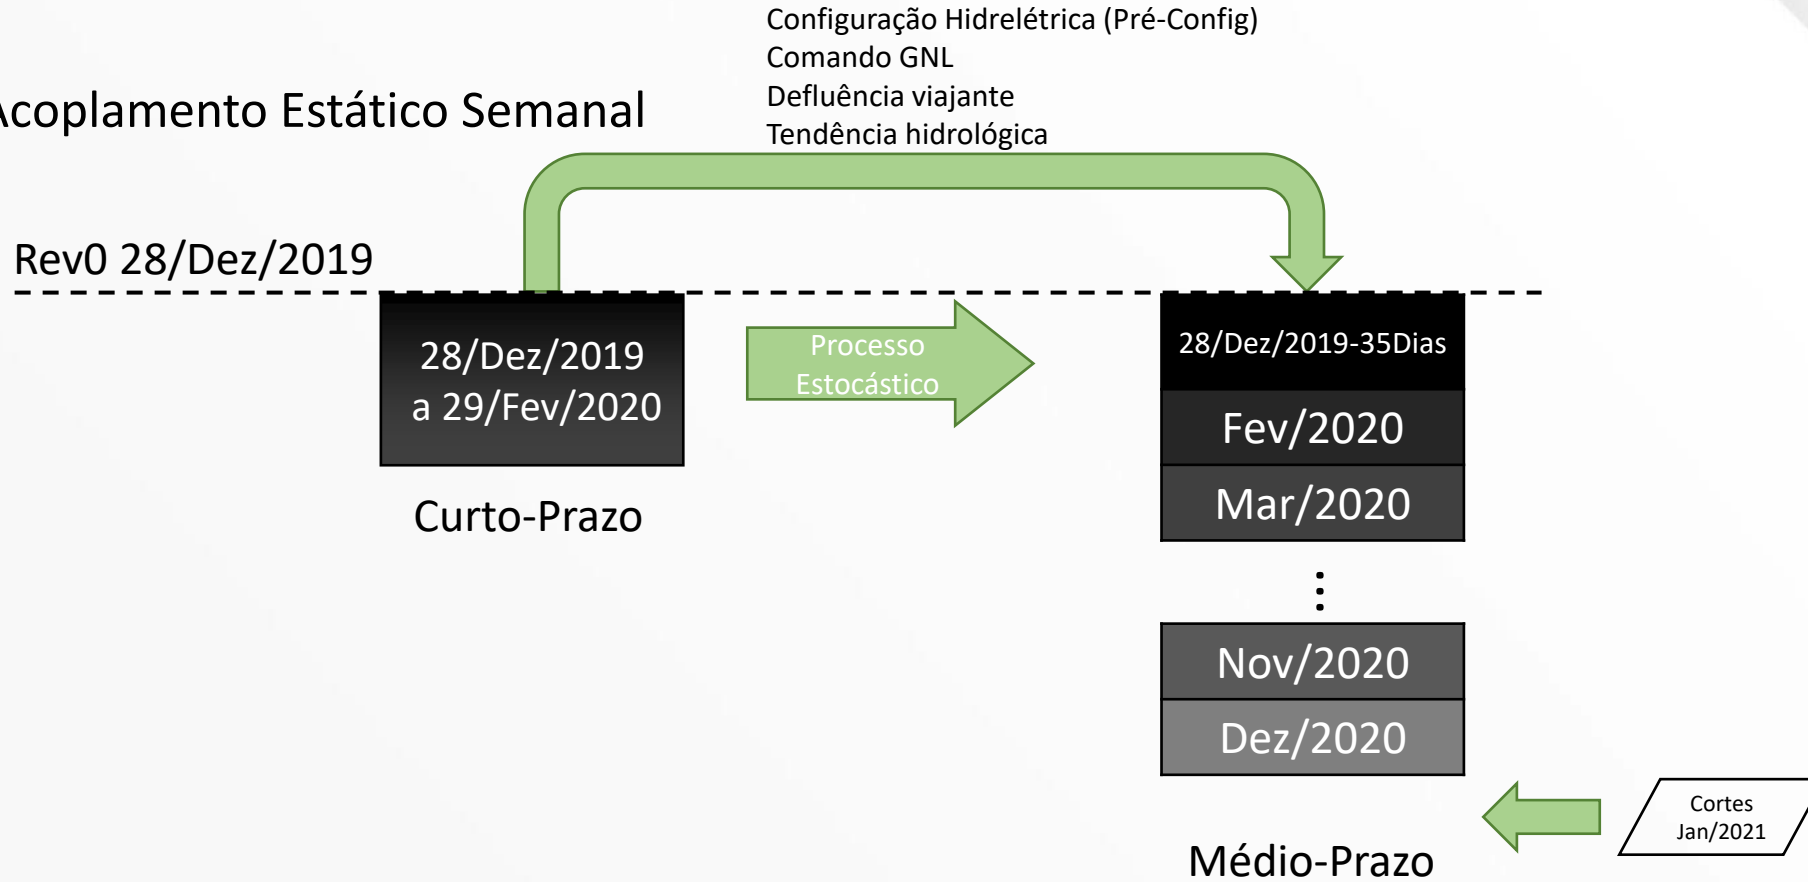 Configuração Hidrelétrica (Pré-Config)
Comando GNL
Defluência viajante
Tendência hidrológica
Acoplamento Estático Semanal
Rev0 28/Dez/2019
28/Dez/2019
a 29/Fev/2020
Curto-Prazo
Processo
Estocástico
28/Dez/2019-35Dias
Fev/2020
Mar/2020
⋮
Nov/2020
Dez/2020
Médio-Prazo
Cortes
Jan/2021